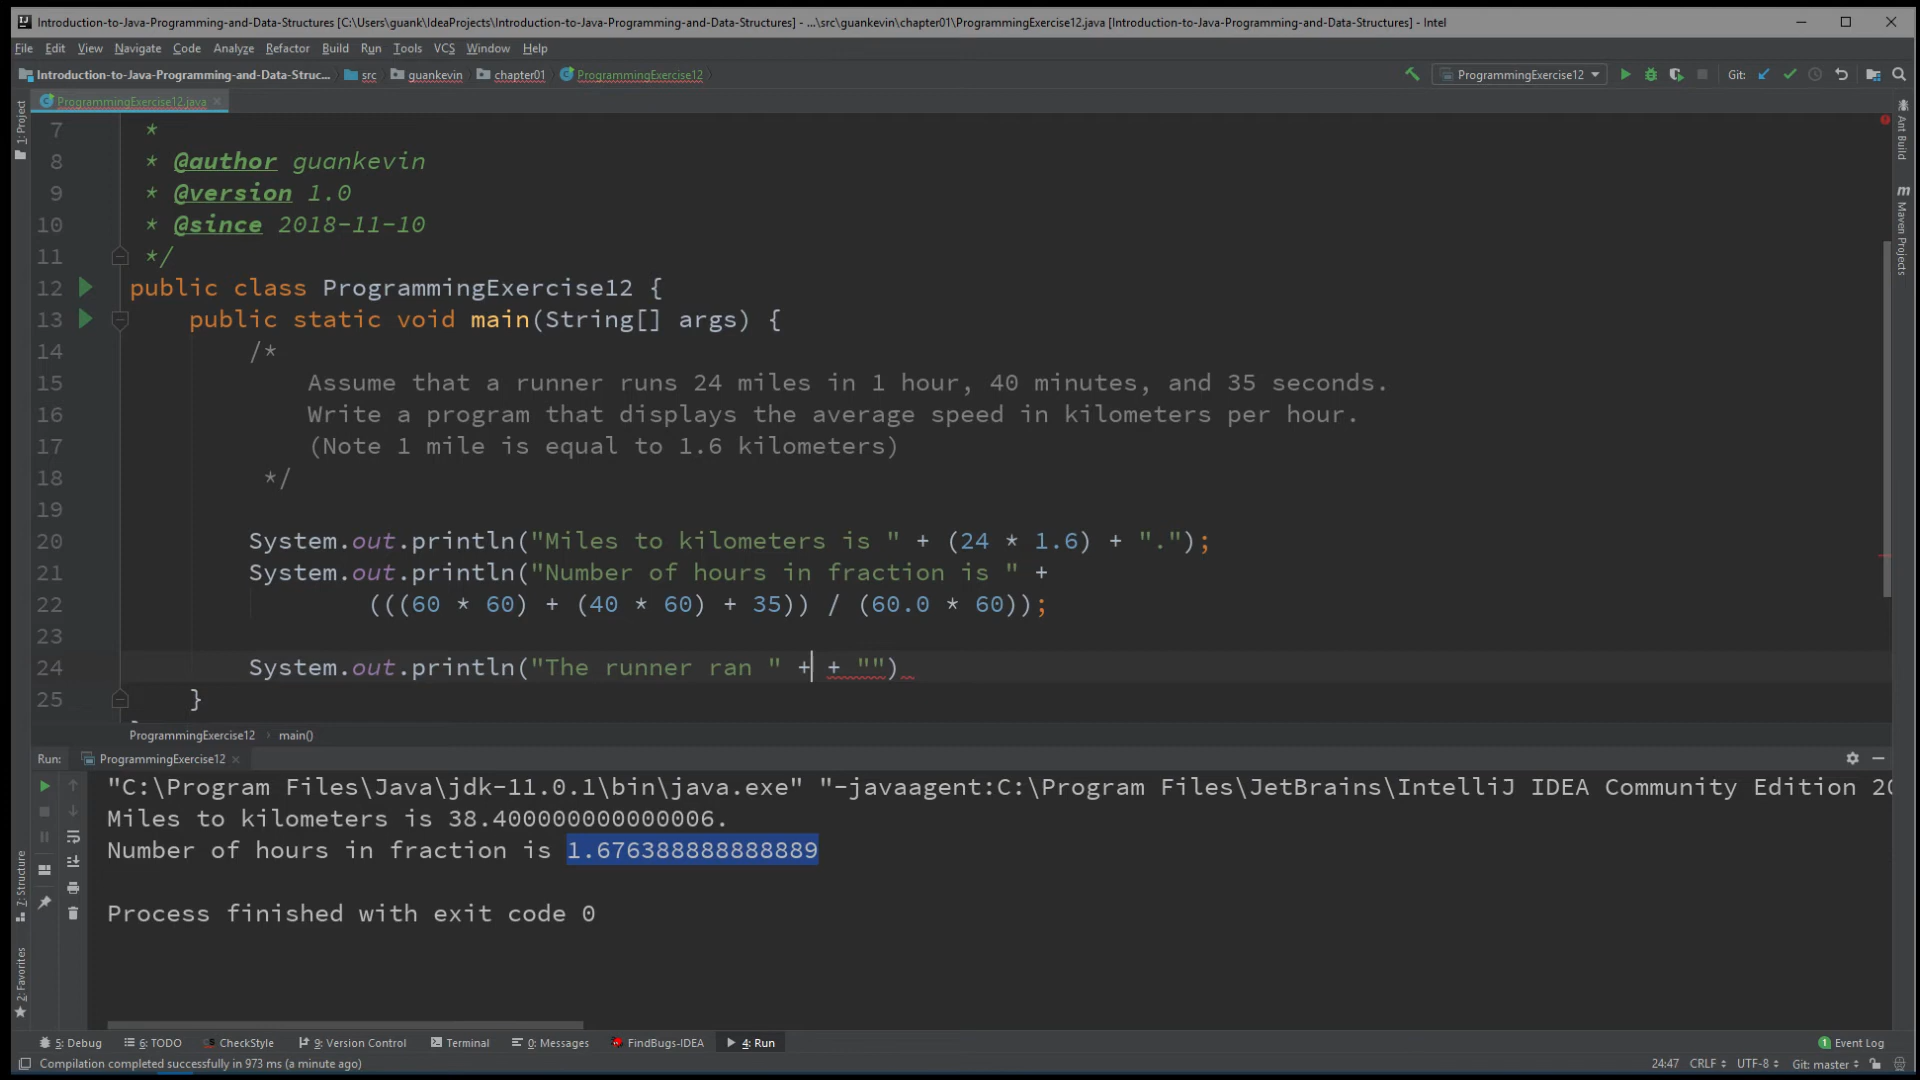 Introduction-to-Java-Programming-and-Data-Structures [C:\Users\guank\IdeaProjects\Introduction-to-Java-Programming-and-Data-Structures] - ...\src\guankevin\chapter01\ProgrammingExercise12.java [Introduction-to-Java-Programming-and-Data-Structures] - Intel
File Edit View Navigate Code Analyze Refactor Build Run Tools VCS Window Help
Introduction-to-Java-Programming-and-Data-Struc... src guankevin chapter01 ProgrammingExercise12 ProgrammingExercise12 Git:
ProgrammingExercise12.java
1: Project
Ant Build
Maven Projects
7 *
8 * @author guankevin
9 * @version 1.0
10 * @since 2018-11-10
11 */
12 public class ProgrammingExercise12 {
13 public static void main(String[] args) {
14 /*
15 Assume that a runner runs 24 miles in 1 hour, 40 minutes, and 35 seconds.
16 Write a program that displays the average speed in kilometers per hour.
17 (Note 1 mile is equal to 1.6 kilometers)
18 */
19
20 System.out.println("Miles to kilometers is " + (24 * 1.6) + ".");
21 System.out.println("Number of hours in fraction is " +
22 (((60 * 60) + (40 * 60) + 35)) / (60.0 * 60));
23
24 System.out.println("The runner ran " + + "")
25 }
ProgrammingExercise12 › main()
Run: ProgrammingExercise12
"C:\Program Files\Java\jdk-11.0.1\bin\java.exe" "-javaagent:C:\Program Files\JetBrains\IntelliJ IDEA Community Edition 20
Miles to kilometers is 38.400000000000006.
Number of hours in fraction is 1.676388888888889
Process finished with exit code 0
7: Structure
2: Favorites
5: Debug 6: TODO CheckStyle 9: Version Control Terminal 0: Messages FindBugs-IDEA 4: Run 1 Event Log
Compilation completed successfully in 973 ms (a minute ago) 24:47 CRLF UTF-8 Git: master